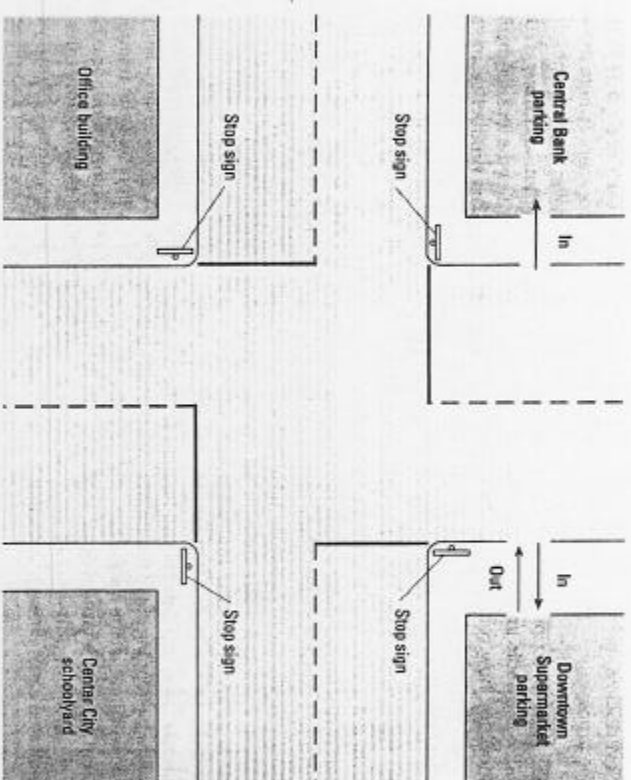 Central Bank
parking
In
In
Out
Downtown
Supermarket
parking
Stop sign
Stop sign
Stop sign
Stop sign
Office building
Center City
schoolyard